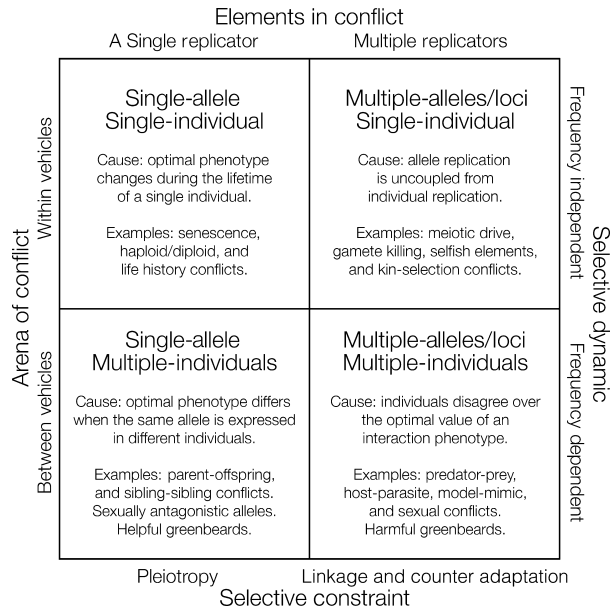 Elements in conflict
A Single replicator
Multiple replicators
Arena of conflict
Within vehicles
Single-allele
Single-individual
Cause: optimal phenotype
changes during the lifetime
of a single individual.
Examples: senescence,
haploid/diploid, and
life history conflicts.
Multiple-alleles/loci
Single-individual
Cause: allele replication
is uncoupled from
individual replication.
Examples: meiotic drive,
gamete killing, selfish elements,
and kin-selection conflicts.
Frequency independent
Selective dynamic
Between vehicles
Single-allele
Multiple-individuals
Cause: optimal phenotype differs
when the same allele is expressed
in different individuals.
Examples: parent-offspring,
and sibling-sibling conflicts.
Sexually antagonistic alleles.
Helpful greenbeards.
Multiple-alleles/loci
Multiple-individuals
Cause: individuals disagree over
the optimal value of an
interaction phenotype.
Examples: predator-prey,
host-parasite, model-mimic,
and sexual conflicts.
Harmful greenbeards.
Frequency dependent
Pleiotropy
Linkage and counter adaptation
Selective constraint